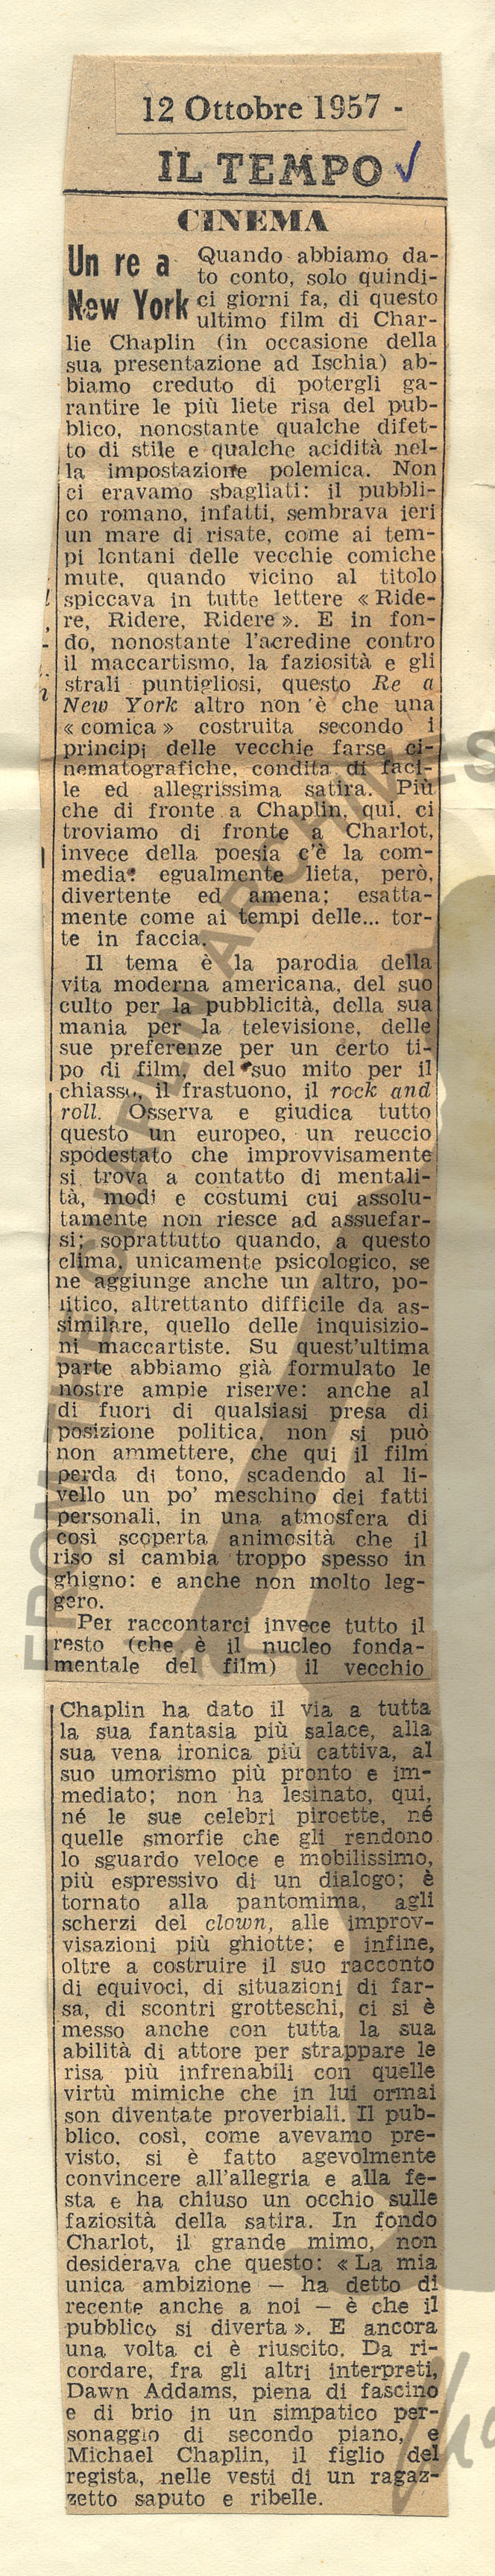 12 Ottobre 1957 -
IL TEMPO
CINEMA
Un re a
New York
Quando abbiamo da-
to conto, solo quindi-
ci giorni fa, di questo
ultimo film di Char-
lie Chaplin (in occasione della
sua presentazione ad Ischia) ab-
biamo creduto di potergli ga-
rantire le più liete risa del pub-
blico, nonostante qualche difet-
to di stile e qualche acidità nel-
la impostazione polemica. Non
ci eravamo sbagliati: il pubbli-
co romano, infatti, sembrava ieri
un mare di risate, come ai tem-
pi lontani delle vecchie comiche
mute, quando vicino al titolo
spiccava in tutte lettere « Ride-
re, Ridere, Ridere ». E in fon-
do, nonostante l'acredine contro
il maccartismo, la faziosità e gli
strali puntigliosi, questo Re a
New York altro non è che una
« comica » costruita secondo i
principi delle vecchie farse ci-
nematografiche, condita di faci-
le ed allegrissima satira. Più
che di fronte a Chaplin, qui, ci
troviamo di fronte a Charlot,
invece della poesia c'è la com-
media: egualmente lieta, però,
divertente ed amena; esatta-
mente come ai tempi delle... tor-
te in faccia.
Il tema è la parodia della
vita moderna americana, del suo
culto per la pubblicità, della sua
mania per la televisione, delle
sue preferenze per un certo ti-
po di film, del suo mito per il
chiasso, il frastuono, il rock and
roll. Osserva e giudica tutto
questo un europeo, un reuccio
spodestato che improvvisamente
si trova a contatto di mentali-
tà, modi e costumi cui assolu-
tamente non riesce ad assuefar-
si; soprattutto quando, a questo
clima, unicamente psicologico, se
ne aggiunge anche un altro, po-
litico, altrettanto difficile da as-
similare, quello delle inquisizio-
ni maccartiste. Su quest'ultima
parte abbiamo già formulato le
nostre ampie riserve: anche al
di fuori di qualsiasi presa di
posizione politica, non si può
non ammettere, che qui il film
perda di tono, scadendo al li-
vello un po' meschino dei fatti
personali, in una atmosfera di
così scoperta animosità che il
riso si cambia troppo spesso in
ghigno: e anche non molto leg-
gero.
Per raccontarci invece tutto il
resto (che è il nucleo fonda-
mentale del film) il vecchio
Chaplin ha dato il via a tutta
la sua fantasia più salace, alla
sua vena ironica più cattiva, al
suo umorismo più pronto e im-
mediato; non ha lesinato, qui,
né le sue celebri piroette, né
quelle smorfie che gli rendono
lo sguardo veloce e mobilissimo,
più espressivo di un dialogo; è
tornato alla pantomima, agli
scherzi del clown, alle improv-
visazioni più ghiotte; e infine,
oltre a costruire il suo racconto
di equivoci, di situazioni di far-
sa, di scontri grotteschi, ci si è
messo anche con tutta la sua
abilità di attore per strappare le
risa più infrenabili con quelle
virtù mimiche che in lui ormai
son diventate proverbiali. Il pub-
blico, così, come avevamo pre-
visto, si è fatto agevolmente
convincere all'allegria e alla fe-
sta e ha chiuso un occhio sulle
faziosità della satira. In fondo
Charlot, il grande mimo, non
desiderava che questo: « La mia
unica ambizione — ha detto di
recente anche a noi — è che il
pubblico si diverta ». E ancora
una volta ci è riuscito. Da ri-
cordare, fra gli altri interpreti,
Dawn Addams, piena di fascino
e di brio in un simpatico per-
sonaggio di secondo piano, e
Michael Chaplin, il figlio del
regista, nelle vesti di un ragaz-
zetto saputo e ribelle.
FROM THE CHAPLIN ARCHIVES